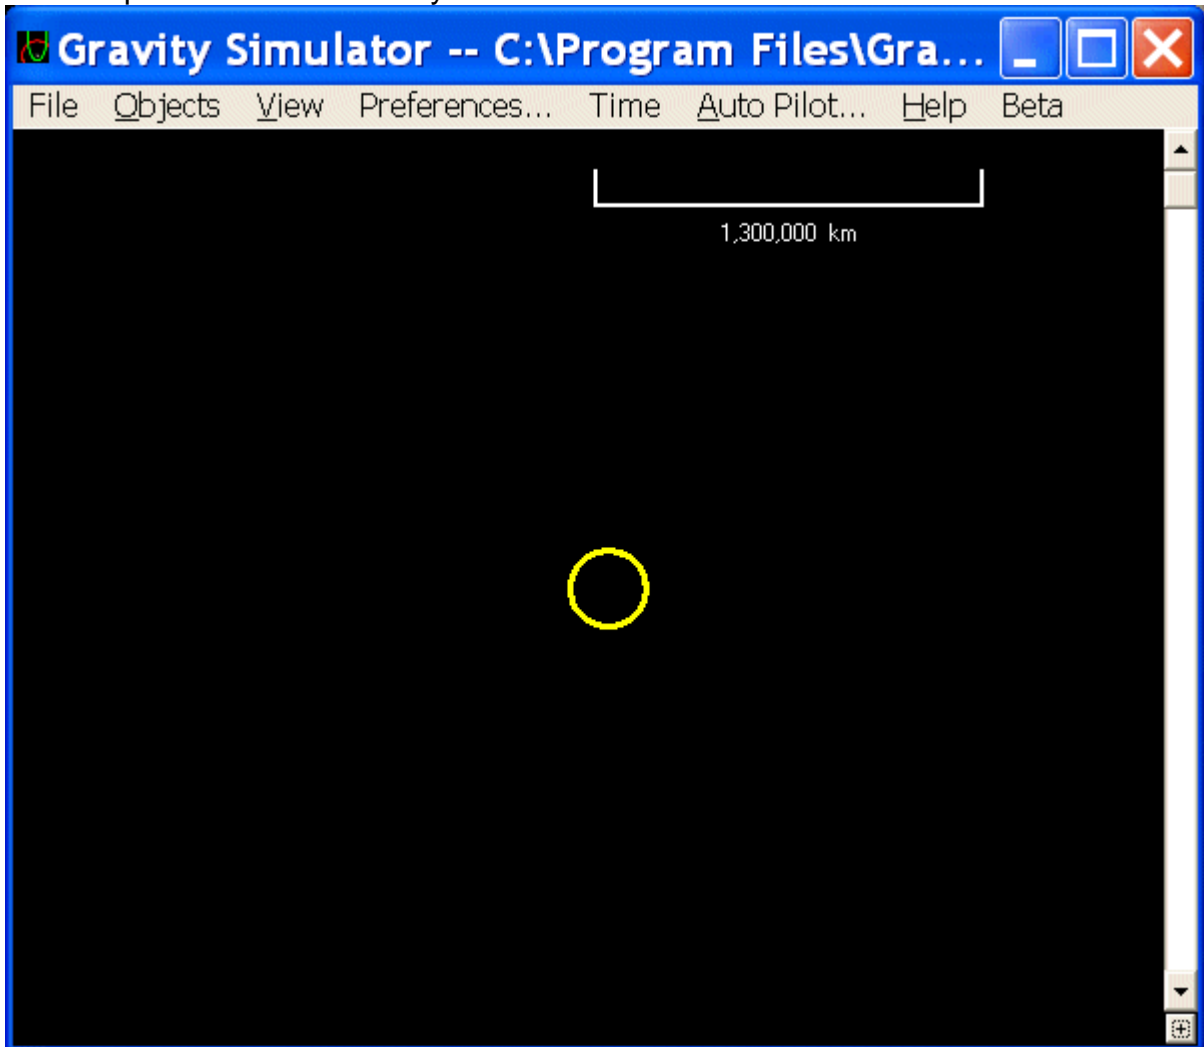 Gravity Simulator -- C:\Program Files\Gra...
File Objects View Preferences... Time Auto Pilot... Help Beta
1,300,000 km